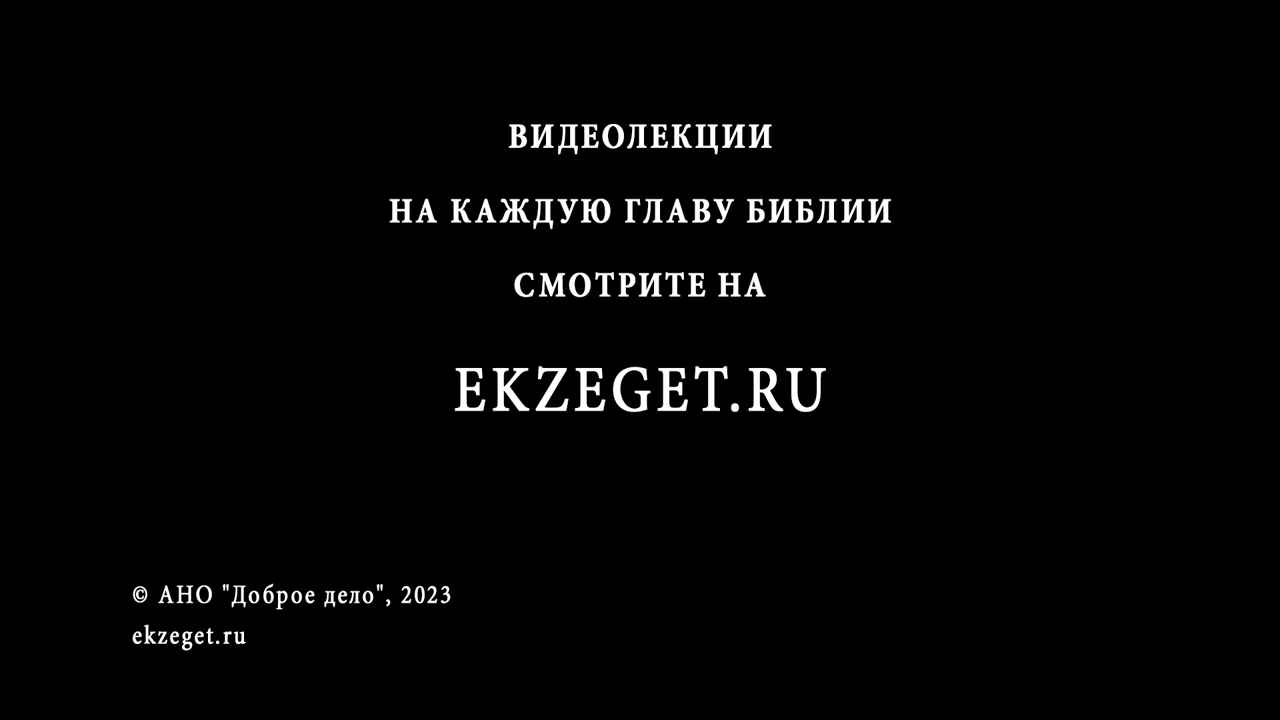 ВИДЕОЛЕКЦИИ
НА КАЖДУЮ ГЛАВУ БИБЛИИ
СМОТРИТЕ НА
EKZEGET.RU
© АНО "Доброе дело", 2023
ekzeget.ru